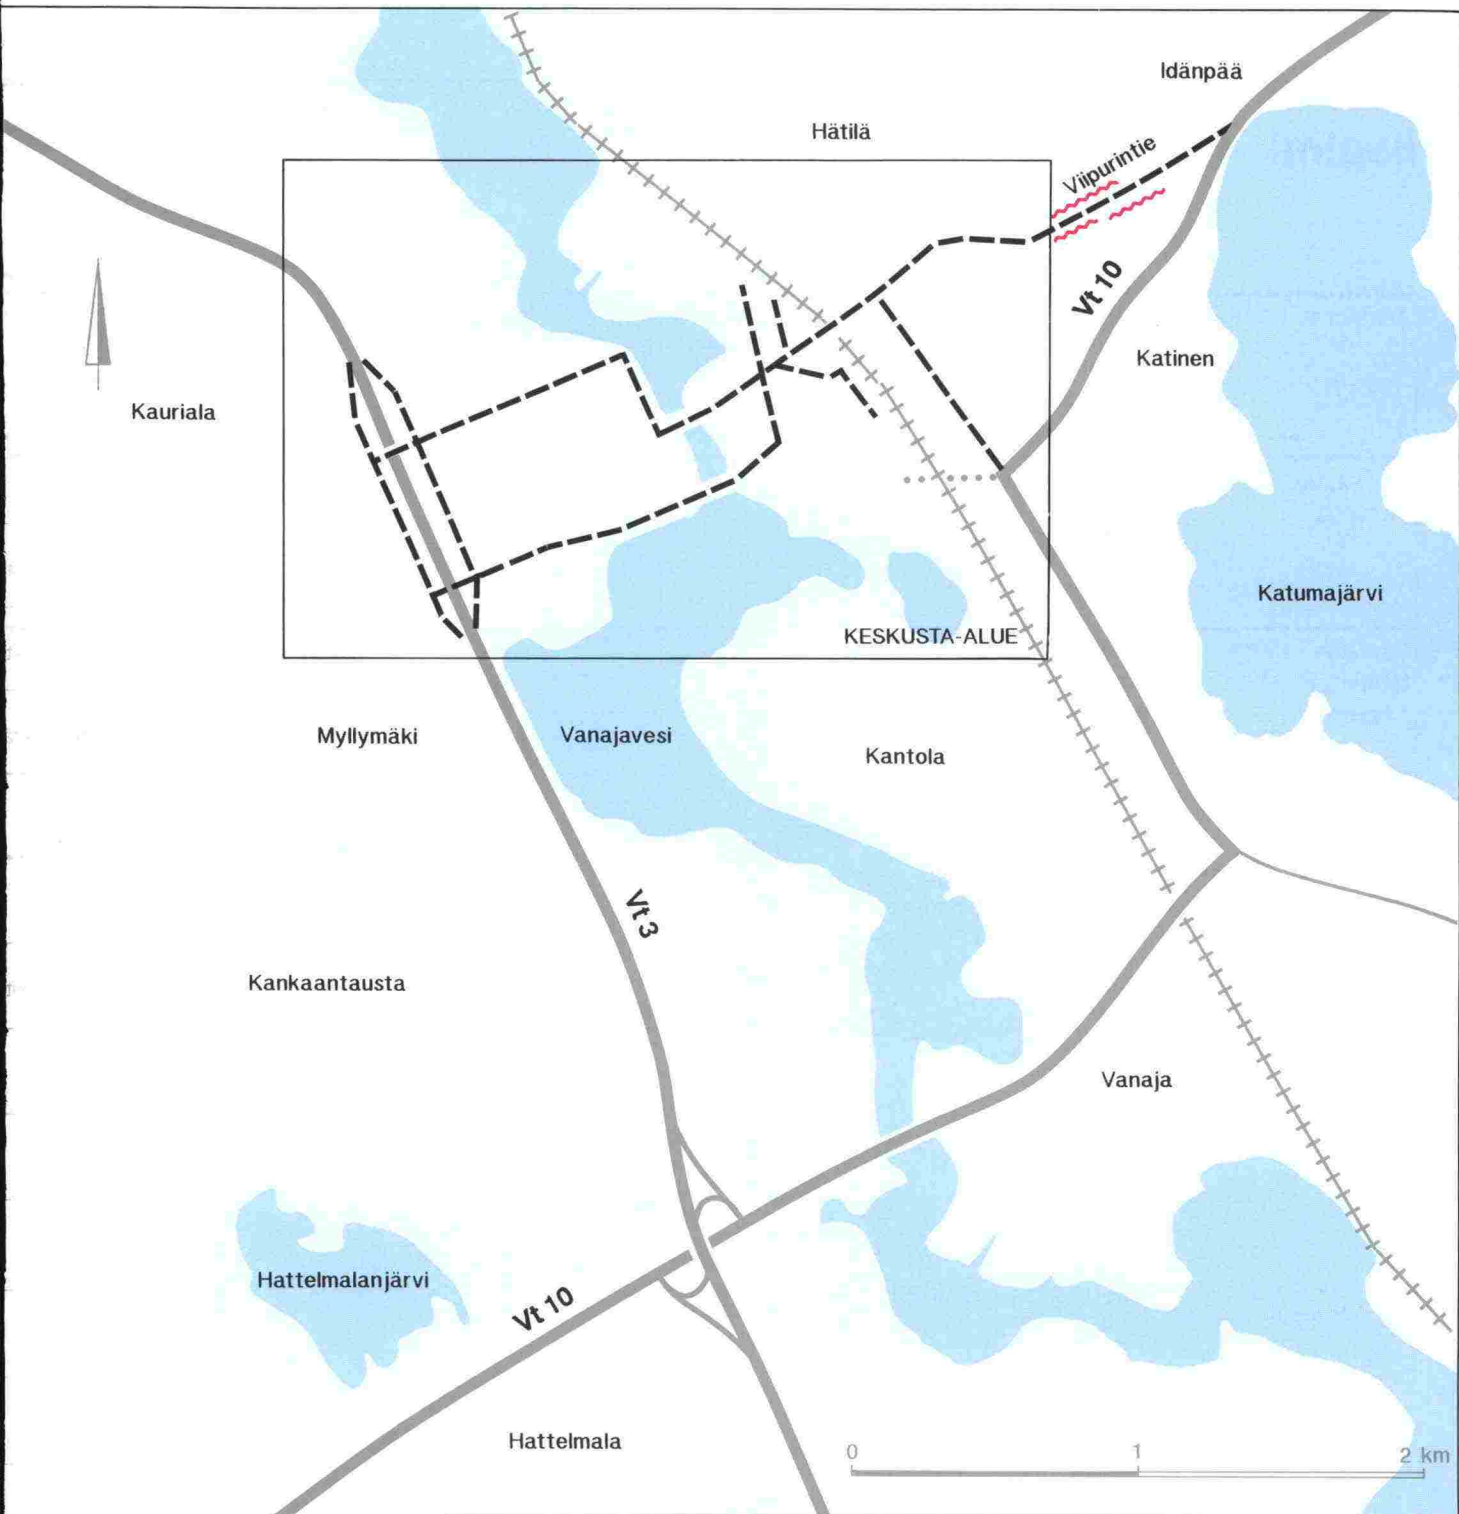 Idänpää
Hätilä
Viipurintie
Vt 10
Katinen
Kauriala
Katumajärvi
KESKUSTA-ALUE
Myllymäki
Vanajavesi
Kantola
Vt 3
Kankaantausta
Vanaja
Hattelmalanjärvi
Vt 10
Hattelmala
0 1 2 km